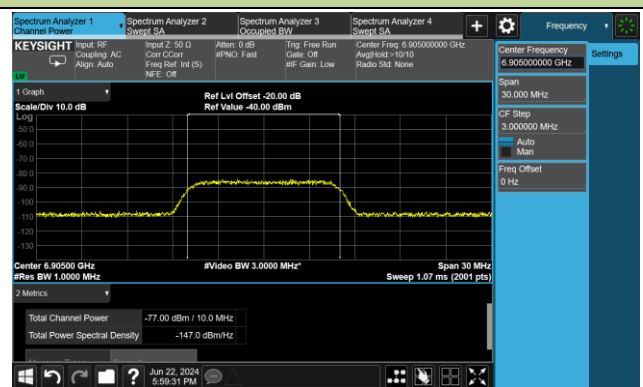 Spectrum Analyzer 1
Channel Power
Spectrum Analyzer 2
Swept SA
Spectrum Analyzer 3
Occupied BW
Spectrum Analyzer 4
Swept SA
Frequency
KEYSIGHT
Input: RF
Coupling: AC
Align: Auto
Input Z: 50 Ω
Corr CCorr
Freq Ref: Int (S)
NFE: Off
Atten: 0 dB
#PNO: Fast
Trig: Free Run
Gate: Off
#IF Gain: Low
Center Freq: 6.905000000 GHz
Avg|Hold:>10/10
Radio Std: None
LXI
Center Frequency
6.905000000 GHz
Settings
Span
30.000 MHz
CF Step
3.000000 MHz
Auto
Man
Freq Offset
0 Hz
1 Graph
Scale/Div 10.0 dB
Ref Lvl Offset -20.00 dB
Ref Value -40.00 dBm
Log
-50.0
-60.0
-70.0
-80.0
-90.0
-100
-110
-120
-130
Center 6.90500 GHz
#Video BW 3.0000 MHz*
Span 30 MHz
#Res BW 1.0000 MHz
Sweep 1.07 ms (2001 pts)
2 Metrics
Total Channel Power -77.00 dBm / 10.0 MHz
Total Power Spectral Density -147.0 dBm/Hz
Jun 22, 2024
5:59:31 PM